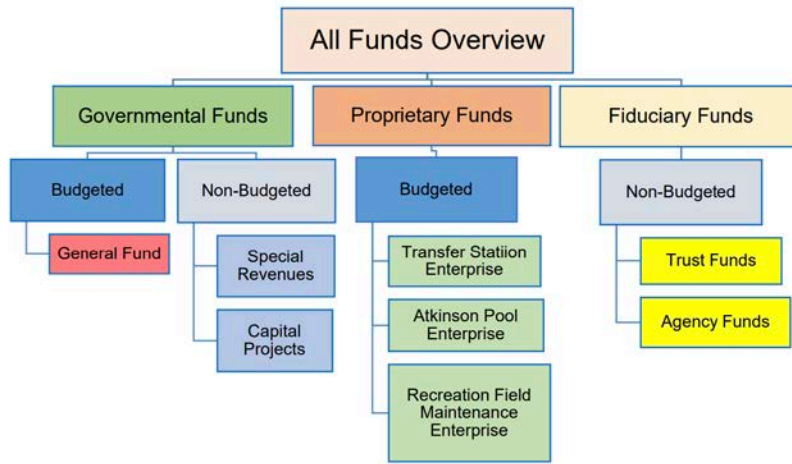 All Funds Overview
Governmental Funds
Proprietary Funds
Fiduciary Funds
Budgeted
Non-Budgeted
Budgeted
Non-Budgeted
General Fund
Special
Revenues
Capital
Projects
Transfer Statiion
Enterprise
Atkinson Pool
Enterprise
Recreation Field
Maintenance
Enterprise
Trust Funds
Agency Funds